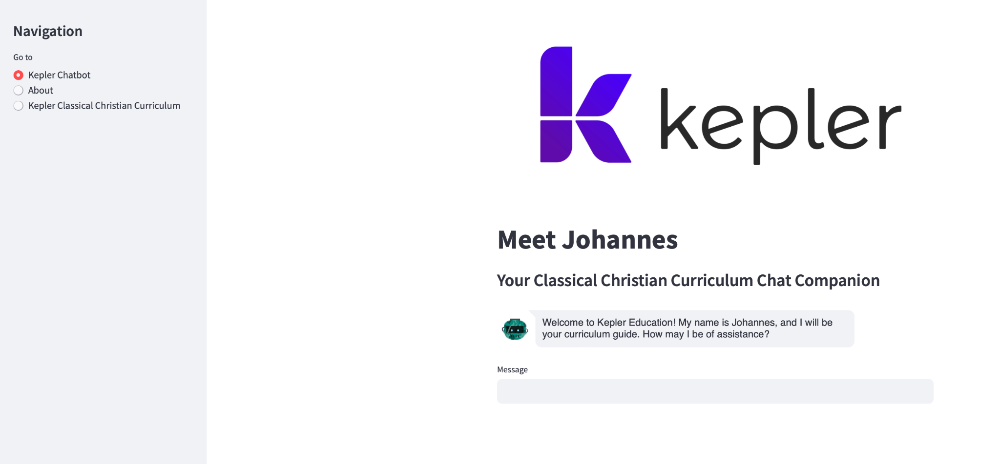 Navigation
Go to
Kepler Chatbot
About
Kepler Classical Christian Curriculum
kepler
Meet Johannes
Your Classical Christian Curriculum Chat Companion
Welcome to Kepler Education! My name is Johannes, and I will be
your curriculum guide. How may I be of assistance?
Message